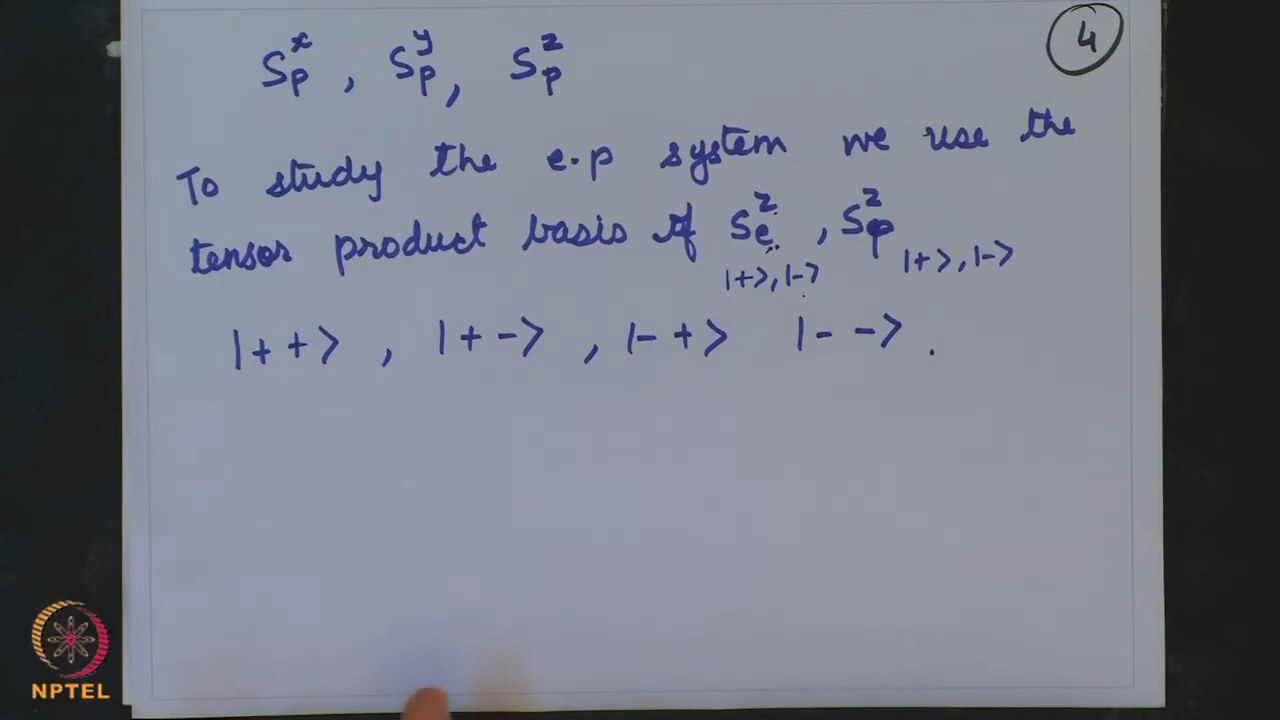 S_p^x , S_p^y , S_p^z
4
To study the e.p system we use the
tensor product basis of S_e^z , S_p^z
|+>, |-> |+>, |->
|+ +> , |+ -> , |- +> |- -> .
NPTEL